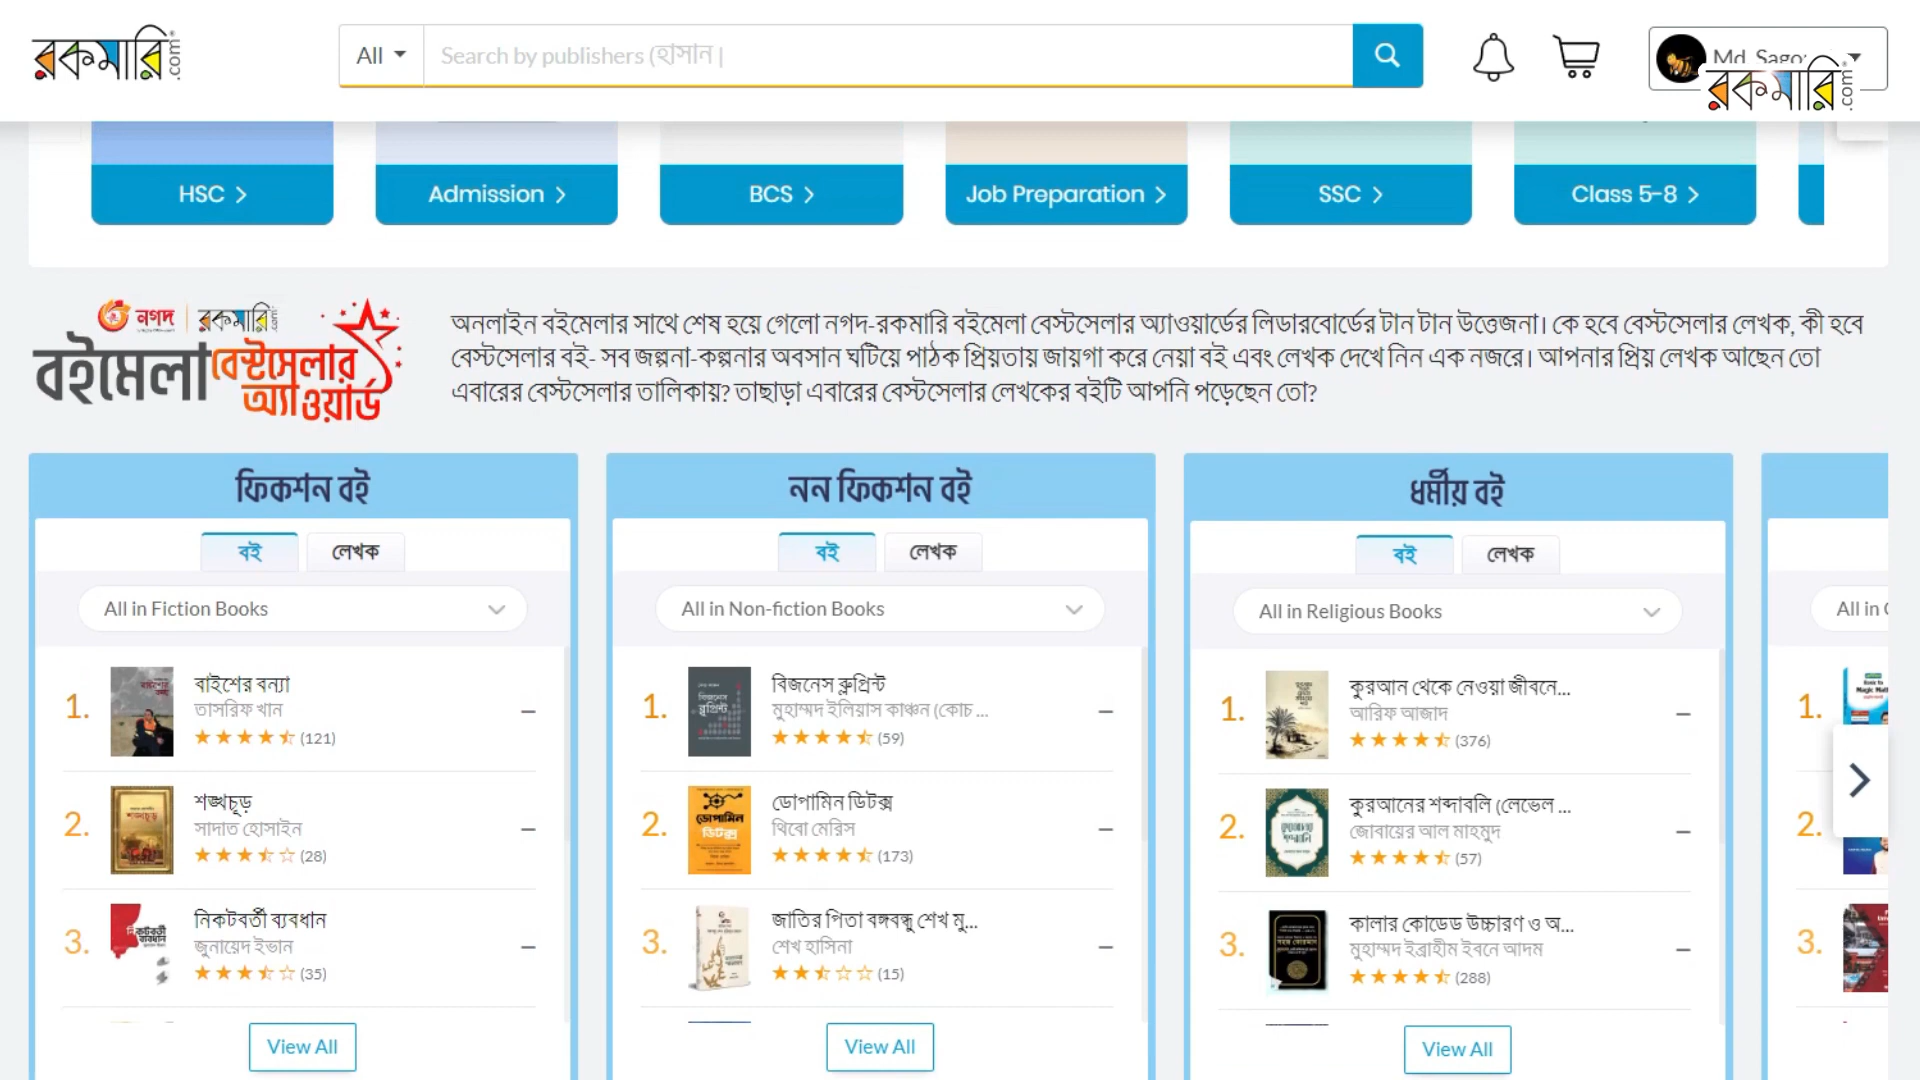 রকমারি.com
All
Search by publishers (হাসান |
Md. Sago
রকমারি.com
HSC
Admission
BCS
Job Preparation
SSC
Class 5-8
নগদ
রকমারি
বইমেলা বেস্টসেলার
অ্যাওয়ার্ড
অনলাইন বইমেলার সাথে শেষ হয়ে গেলো নগদ-রকমারি বইমেলা বেস্টসেলার অ্যাওয়ার্ডের লিডারবোর্ডের টান টান উত্তেজনা। কে হবে বেস্টসেলার লেখক, কী হবে
বেস্টসেলার বই- সব জল্পনা-কল্পনার অবসান ঘটিয়ে পাঠক প্রিয়তায় জায়গা করে নেয়া বই এবং লেখক দেখে নিন এক নজরে। আপনার প্রিয় লেখক আছেন তো
এবারের বেস্টসেলার তালিকায়? তাছাড়া এবারের বেস্টসেলার লেখকের বইটি আপনি পড়েছেন তো?
ফিকশন বই
বই
লেখক
All in Fiction Books
1.
বাইশের বন্যা
তাসরিফ খান
(121)
2.
শঙ্খচূড়
সাদাত হোসাইন
(28)
3.
নিকটবর্তী ব্যবধান
জুনায়েদ ইভান
(35)
View All
নন ফিকশন বই
বই
লেখক
All in Non-fiction Books
1.
বিজনেস ব্লুপ্রিন্ট
মুহাম্মদ ইলিয়াস কাঞ্চন (কোচ ...
(59)
2.
ডোপামিন ডিটক্স
ডোপামিন ডিটক্স
থিবো মেরিস
(173)
3.
জাতির পিতা বঙ্গবন্ধু শেখ মু...
শেখ হাসিনা
(15)
View All
ধর্মীয় বই
বই
লেখক
All in Religious Books
1.
কুরআন থেকে নেওয়া জীবনে...
আরিফ আজাদ
(376)
2.
কুরআনের শব্দাবলি (লেভেল ...
জোবায়ের আল মাহমুদ
(57)
3.
কালার কোডেড উচ্চারণ ও অ...
মুহাম্মদ ইব্রাহীম ইবনে আদম
(288)
View All
All in
1.
Magic Mat
2.
3.